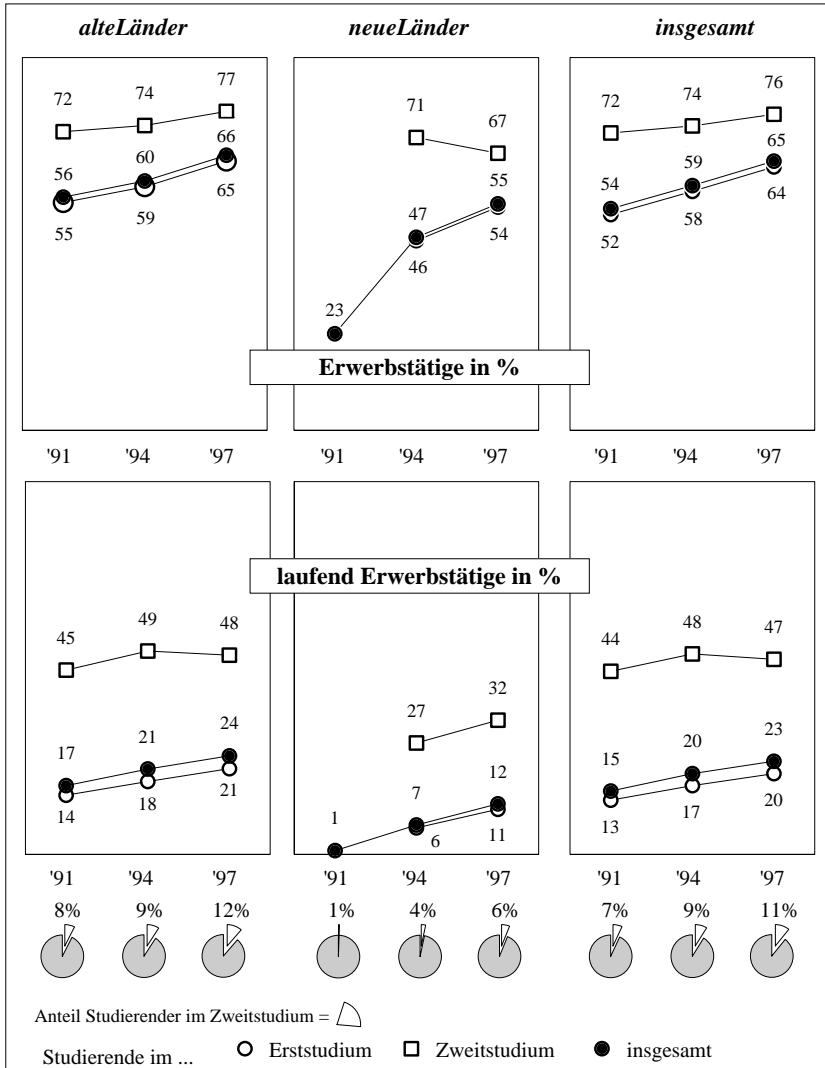 alteLänder neueLänder insgesamt
77
76
74
74
72
72
71
67
66
65
60
59
56
55
54
55
65
64
59
58
52
47
54
46
23
Erwerbstätige in %
'91 '94 '97 '91 '94 '97 '91 '94 '97
laufend Erwerbstätige in %
45 49 48
44 48 47
27 32
17 21 24
14 18 21
1 7 12
6 11
15 20 23
13 17 20
'91 '94 '97 '91 '94 '97 '91 '94 '97
8% 9% 12% 1% 4% 6% 7% 9% 11%
Anteil Studierender im Zweitstudium =
Studierende im ... Erststudium Zweitstudium insgesamt